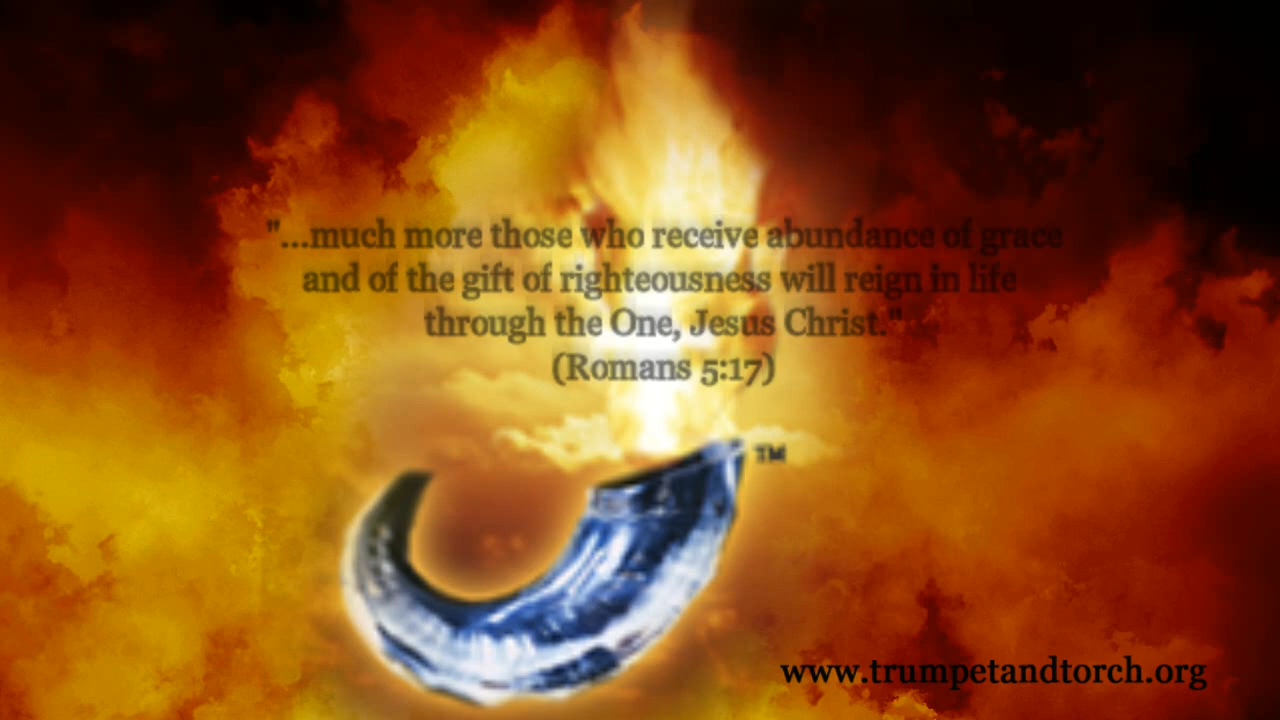 "...much more those who receive abundance of grace
and of the gift of righteousness will reign in life
through the One, Jesus Christ."
(Romans 5:17)
TM
www.trumpetandtorch.org